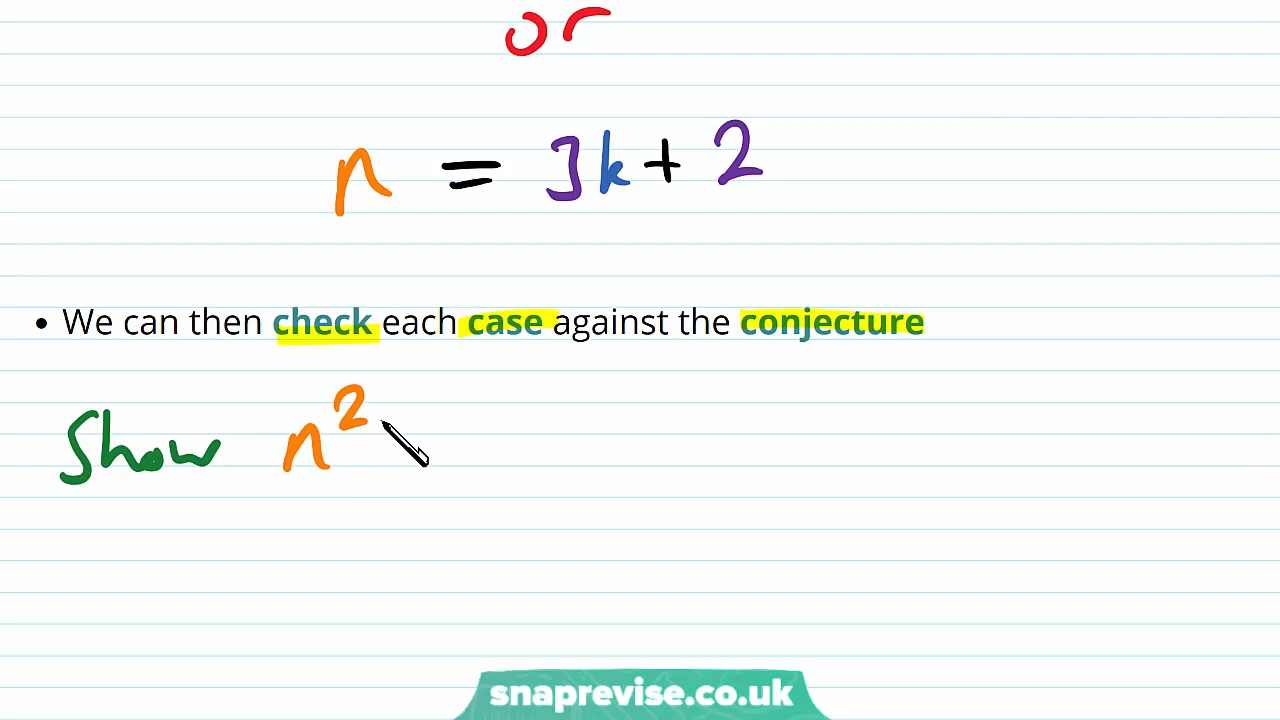 or
n = 3k + 2
• We can then check each case against the conjecture
Show n²
snaprevise.co.uk